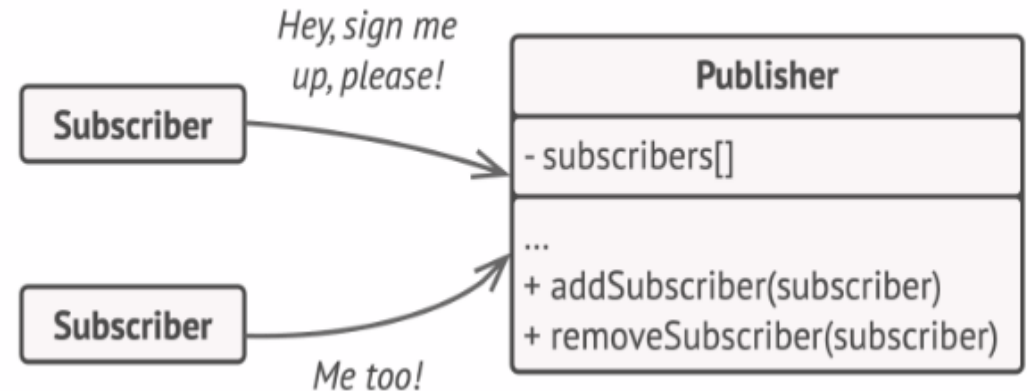 Hey, sign me
up, please!
Subscriber
Publisher
- subscribers[]
...
+ addSubscriber(subscriber)
+ removeSubscriber(subscriber)
Subscriber
Me too!